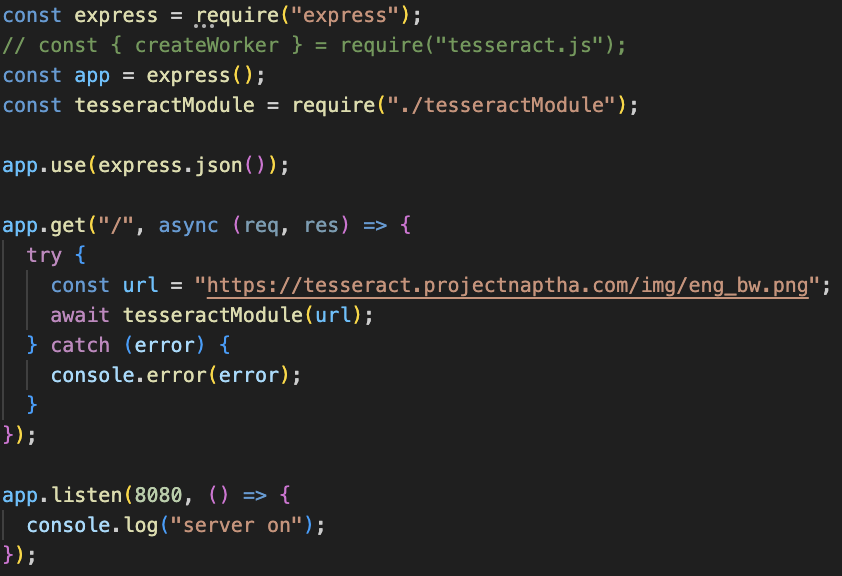 const express = require("express");
// const { createWorker } = require("tesseract.js");
const app = express();
const tesseractModule = require("./tesseractModule");

app.use(express.json());

app.get("/", async (req, res) => {
  try {
    const url = "https://tesseract.projectnaptha.com/img/eng_bw.png";
    await tesseractModule(url);
  } catch (error) {
    console.error(error);
  }
});

app.listen(8080, () => {
  console.log("server on");
});